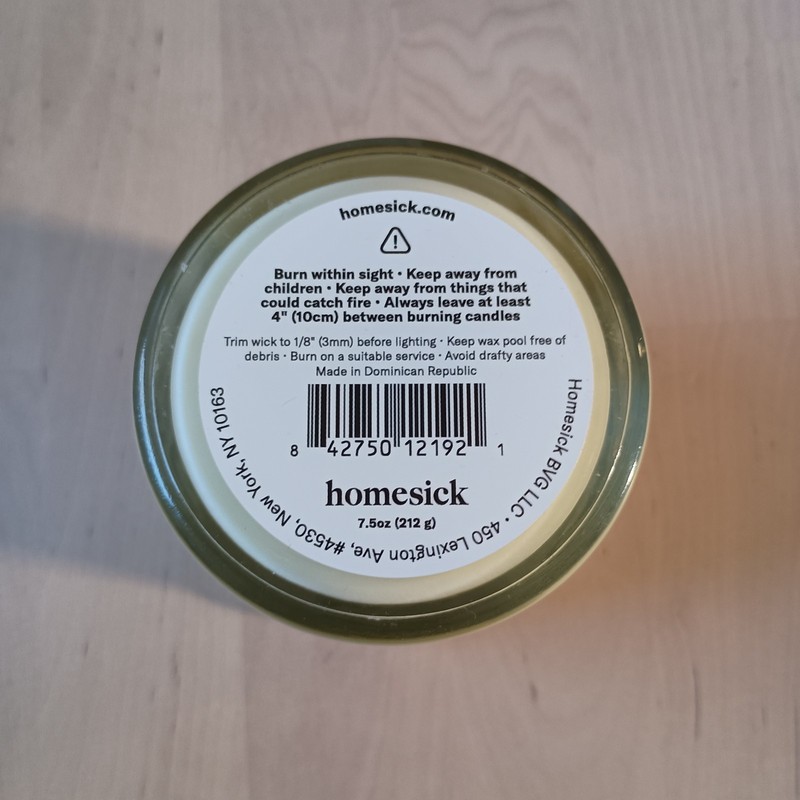 homesick.com
Burn within sight • Keep away from
children • Keep away from things that
could catch fire • Always leave at least
4" (10cm) between burning candles
Trim wick to 1/8" (3mm) before lighting • Keep wax pool free of
debris • Burn on a suitable service • Avoid drafty areas
Made in Dominican Republic
8 42750 12192 1
homesick
7.5oz (212 g)
Homesick BVG LLC • 450 Lexington Ave, #4530, New York, NY 10163